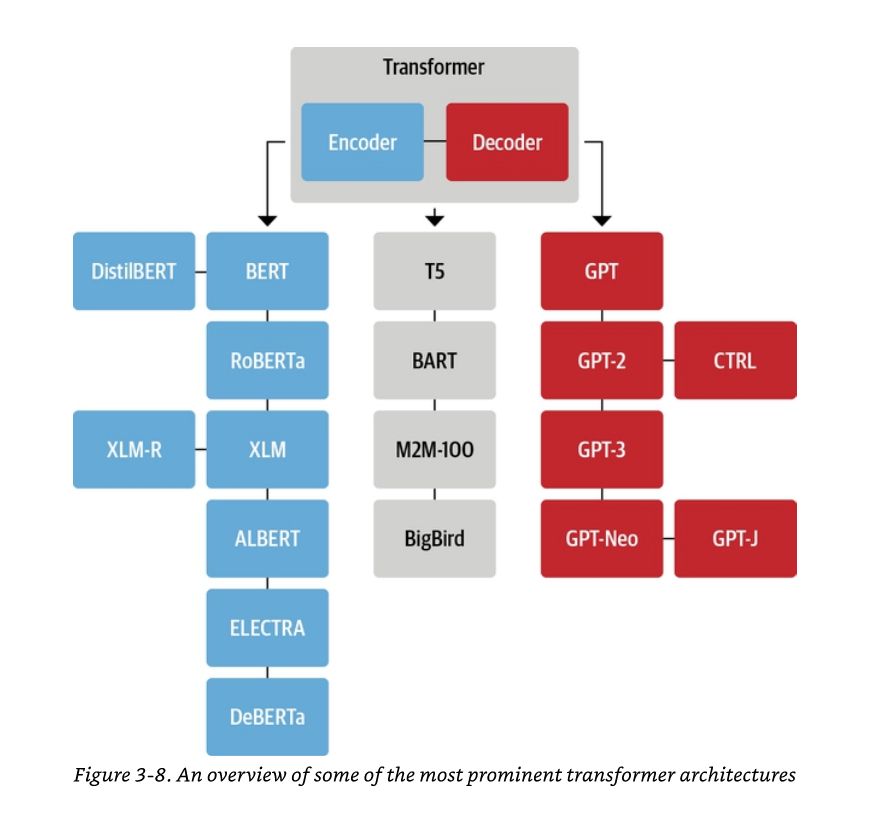 Transformer
Encoder Decoder
DistilBERT BERT T5 GPT
RoBERTa BART GPT-2 CTRL
XLM-R XLM M2M-100 GPT-3
ALBERT BigBird GPT-Neo GPT-J
ELECTRA
DeBERTa
Figure 3-8. An overview of some of the most prominent transformer architectures